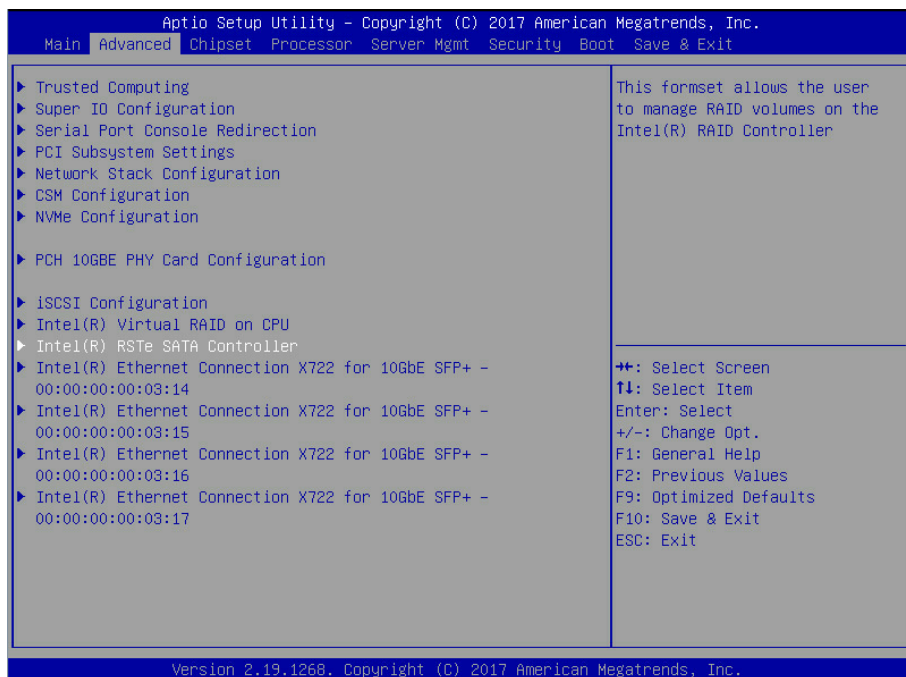 Aptio Setup Utility – Copyright (C) 2017 American Megatrends, Inc.
Main Advanced Chipset Processor Server Mgmt Security Boot Save & Exit
Trusted Computing
Super IO Configuration
Serial Port Console Redirection
PCI Subsystem Settings
Network Stack Configuration
CSM Configuration
NVMe Configuration
PCH 10GBE PHY Card Configuration
iSCSI Configuration
Intel(R) Virtual RAID on CPU
Intel(R) RSTe SATA Controller
Intel(R) Ethernet Connection X722 for 10GbE SFP+ –
00:00:00:00:03:14
Intel(R) Ethernet Connection X722 for 10GbE SFP+ –
00:00:00:00:03:15
Intel(R) Ethernet Connection X722 for 10GbE SFP+ –
00:00:00:00:03:16
Intel(R) Ethernet Connection X722 for 10GbE SFP+ –
00:00:00:00:03:17
This formset allows the user
to manage RAID volumes on the
Intel(R) RAID Controller
→←: Select Screen
↑↓: Select Item
Enter: Select
+/-: Change Opt.
F1: General Help
F2: Previous Values
F9: Optimized Defaults
F10: Save & Exit
ESC: Exit
Version 2.19.1268. Copyright (C) 2017 American Megatrends, Inc.